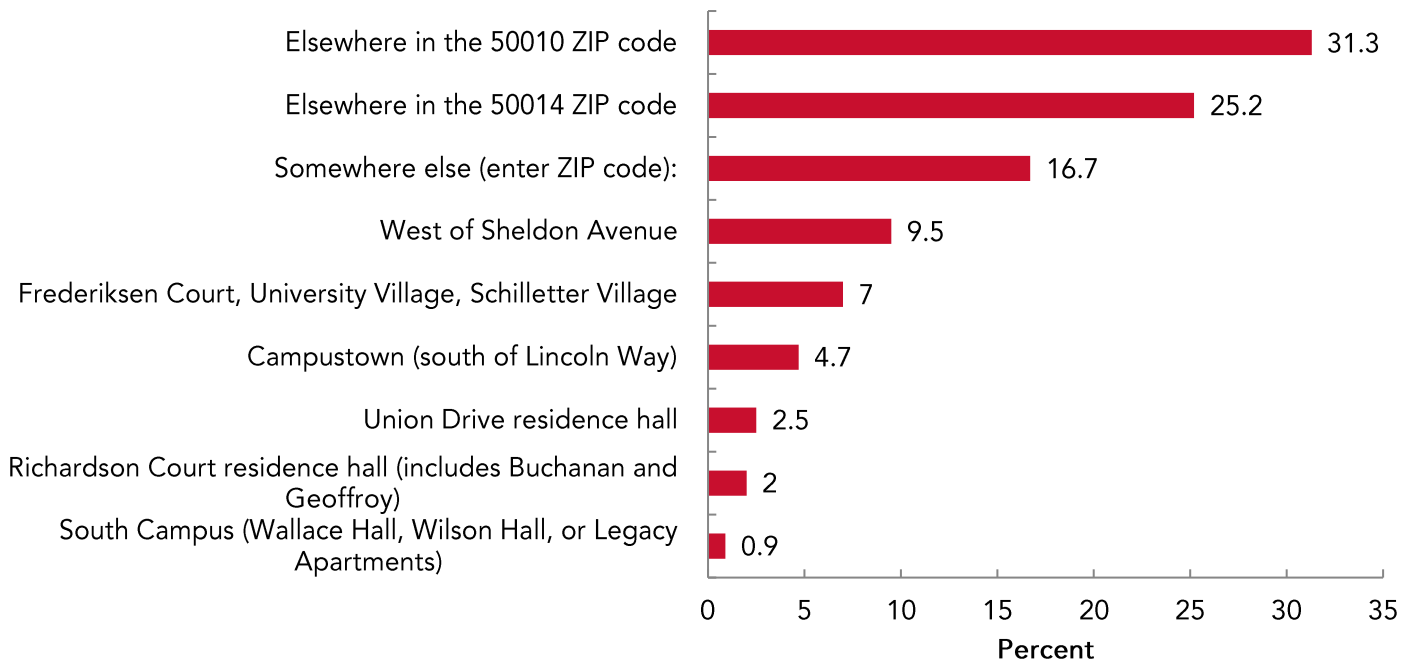 Elsewhere in the 50010 ZIP code
31.3
Elsewhere in the 50014 ZIP code
25.2
Somewhere else (enter ZIP code):
16.7
West of Sheldon Avenue
9.5
Frederiksen Court, University Village, Schilletter Village
7
Campustown (south of Lincoln Way)
4.7
Union Drive residence hall
2.5
Richardson Court residence hall (includes Buchanan and
Geoffroy)
2
South Campus (Wallace Hall, Wilson Hall, or Legacy
Apartments)
0.9
0 5 10 15 20 25 30 35
Percent